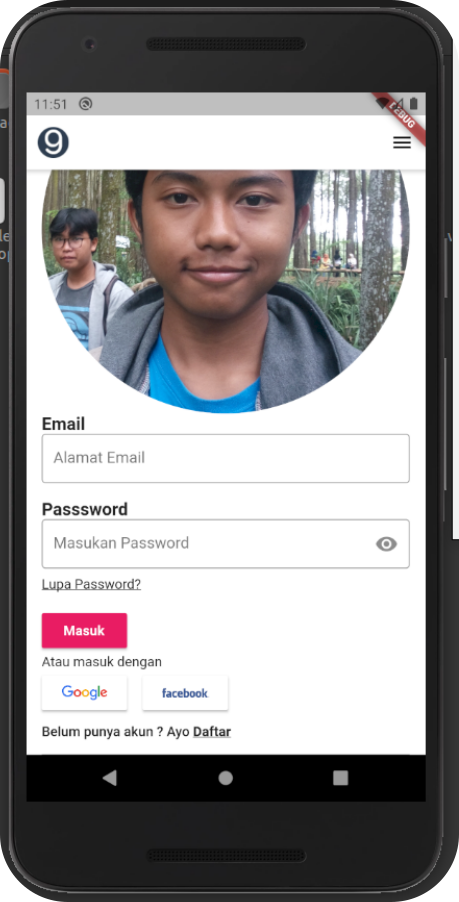 11:51
DEBUG
9
Email
Alamat Email
Passsword
Masukan Password
Lupa Password?
Masuk
Atau masuk dengan
Google
facebook
Belum punya akun ? Ayo Daftar